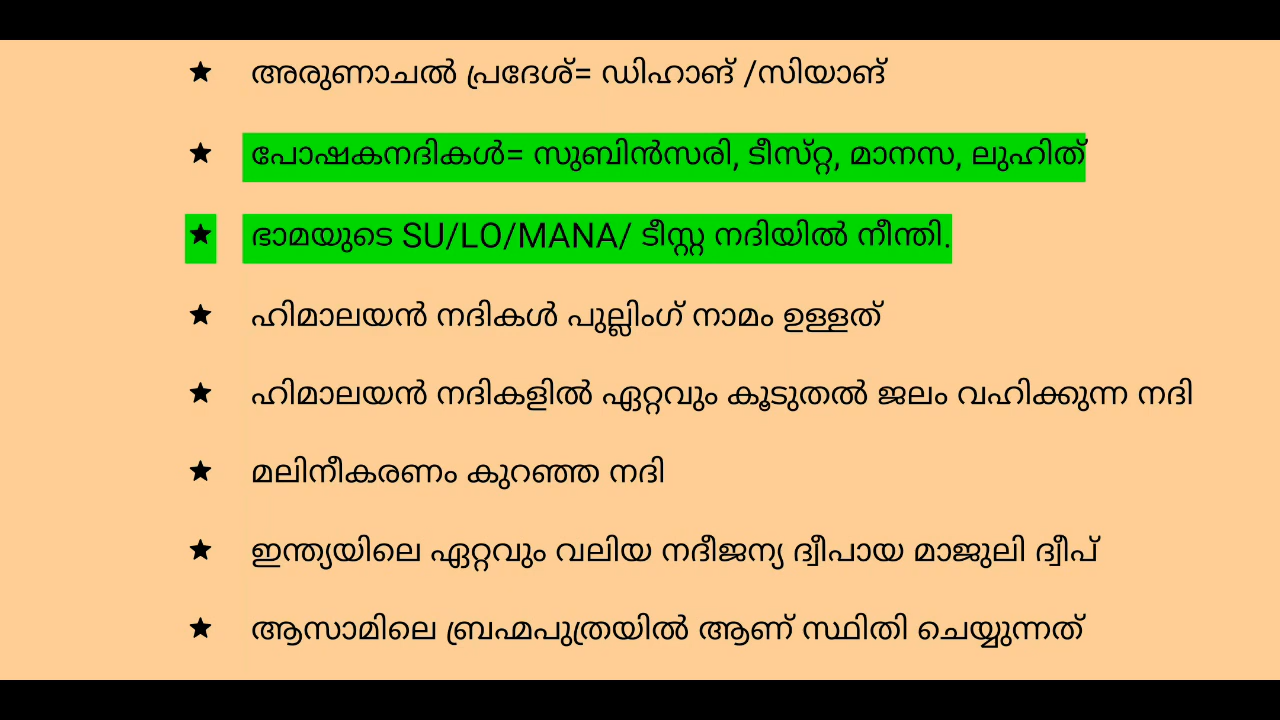 ★ അരുണാചൽ പ്രദേശ്= ഡിഹാങ് /സിയാങ്
★ പോഷകനദികൾ= സുബിൻസരി, ടീസ്‌റ്റ, മാനസ, ലുഹിത്
★ ഭാമയുടെ SU/LO/MANA/ ടീസ്റ്റ നദിയിൽ നീന്തി.
★ ഹിമാലയൻ നദികൾ പുല്ലിംഗ് നാമം ഉള്ളത്
★ ഹിമാലയൻ നദികളിൽ ഏറ്റവും കൂടുതൽ ജലം വഹിക്കുന്ന നദി
★ മലിനീകരണം കുറഞ്ഞ നദി
★ ഇന്ത്യയിലെ ഏറ്റവും വലിയ നദീജന്യ ദ്വീപായ മാജുലി ദ്വീപ്
★ ആസാമിലെ ബ്രഹ്മപുത്രയിൽ ആണ് സ്ഥിതി ചെയ്യുന്നത്